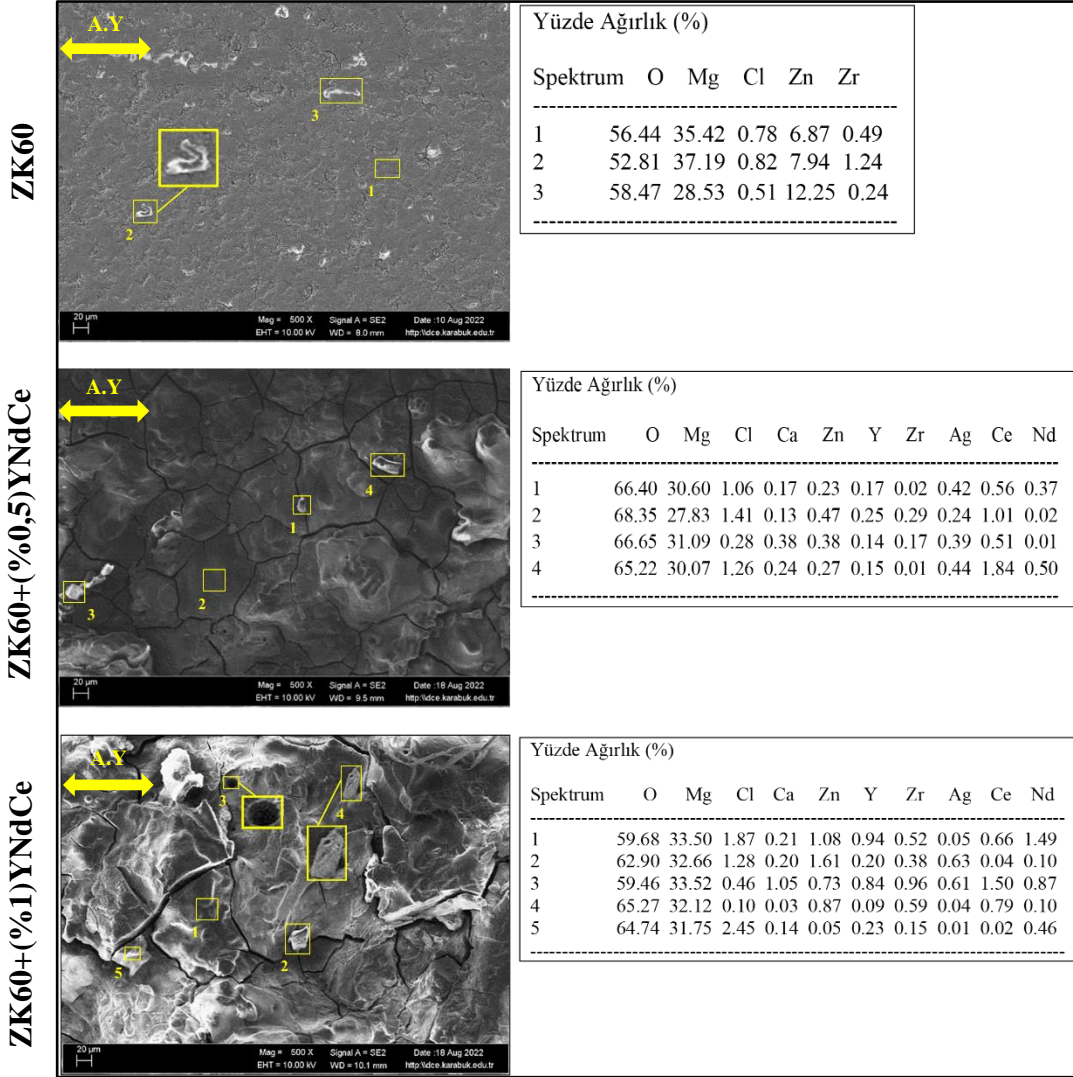 ZK60
A.Y
3
1
2
20 µm
Mag = 500 X Signal A = SE2 Date :10 Aug 2022
EHT = 10.00 kV WD = 8.0 mm http:\\dce.karabuk.edu.tr
Yüzde Ağırlık (%)
Spektrum O Mg Cl Zn Zr
1 56.44 35.42 0.78 6.87 0.49
2 52.81 37.19 0.82 7.94 1.24
3 58.47 28.53 0.51 12.25 0.24
ZK60+(%0,5)YNdCe
A.Y
4
1
2
3
20 µm
Mag = 500 X Signal A = SE2 Date :18 Aug 2022
EHT = 10.00 kV WD = 9.5 mm http:\\dce.karabuk.edu.tr
Yüzde Ağırlık (%)
Spektrum O Mg Cl Ca Zn Y Zr Ag Ce Nd
1 66.40 30.60 1.06 0.17 0.23 0.17 0.02 0.42 0.56 0.37
2 68.35 27.83 1.41 0.13 0.47 0.25 0.29 0.24 1.01 0.02
3 66.65 31.09 0.28 0.38 0.38 0.14 0.17 0.39 0.51 0.01
4 65.22 30.07 1.26 0.24 0.27 0.15 0.01 0.44 1.84 0.50
ZK60+(%1)YNdCe
A.Y
3
4
1
2
5
20 µm
Mag = 500 X Signal A = SE2 Date :18 Aug 2022
EHT = 10.00 kV WD = 10.1 mm http:\\dce.karabuk.edu.tr
Yüzde Ağırlık (%)
Spektrum O Mg Cl Ca Zn Y Zr Ag Ce Nd
1 59.68 33.50 1.87 0.21 1.08 0.94 0.52 0.05 0.66 1.49
2 62.90 32.66 1.28 0.20 1.61 0.20 0.38 0.63 0.04 0.10
3 59.46 33.52 0.46 1.05 0.73 0.84 0.96 0.61 1.50 0.87
4 65.27 32.12 0.10 0.03 0.87 0.09 0.59 0.04 0.79 0.10
5 64.74 31.75 2.45 0.14 0.05 0.23 0.15 0.01 0.02 0.46